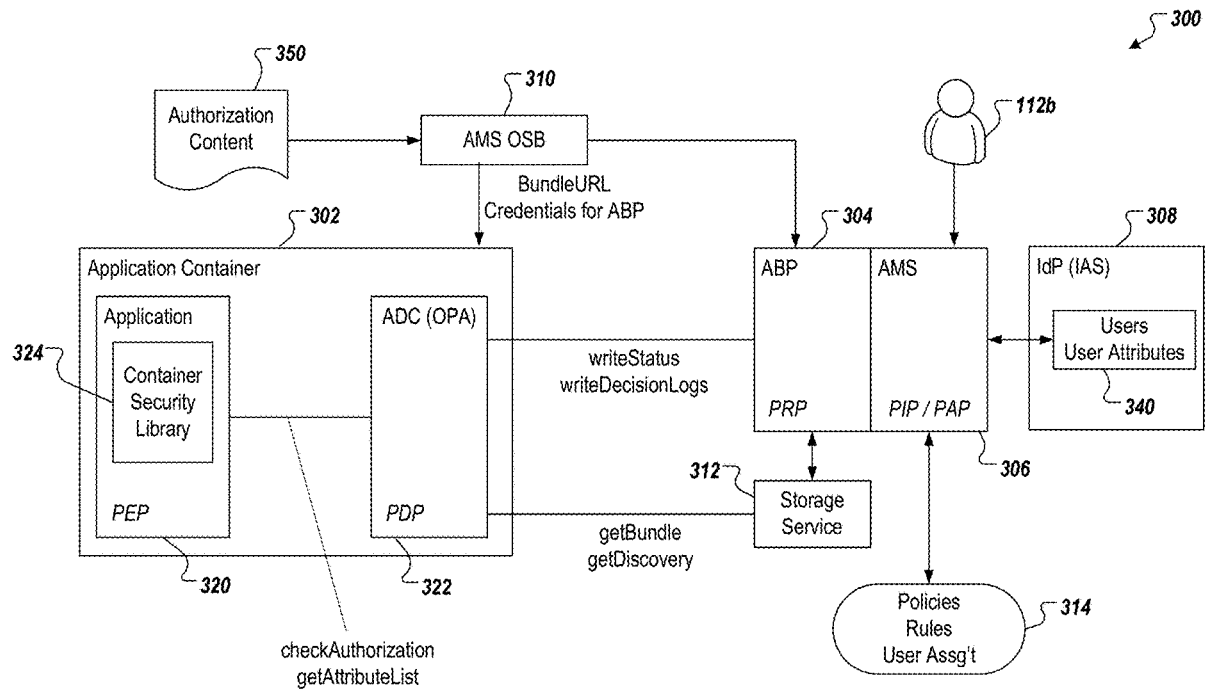 300
350
310
112b
Authorization
Content
AMS OSB
BundleURL
Credentials for ABP
302
304
308
Application Container
ABP
AMS
IdP (IAS)
Application
ADC (OPA)
Users
User Attributes
324
Container
Security
Library
writeStatus
writeDecisionLogs
340
PRP
PIP / PAP
312
306
Storage
Service
PEP
PDP
getBundle
getDiscovery
320
322
Policies
Rules
User Assg't
314
checkAuthorization
getAttributeList